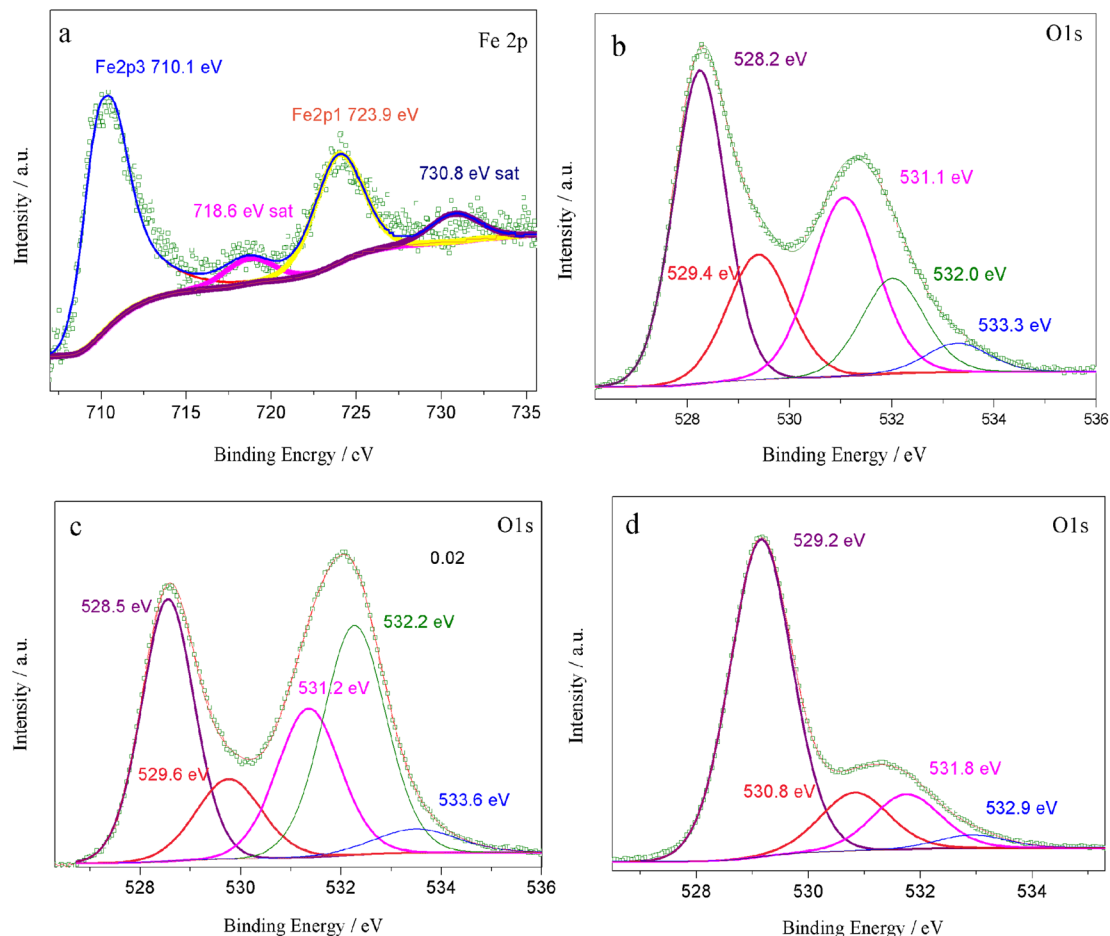 a
Fe 2p
Fe2p3 710.1 eV
Fe2p1 723.9 eV
718.6 eV sat
730.8 eV sat
Intensity / a.u.
710 715 720 725 730 735
Binding Energy / eV
b
O1s
528.2 eV
531.1 eV
529.4 eV
532.0 eV
533.3 eV
Intensity / a.u.
528 530 532 534 536
Binding Energy / eV
c
O1s
0.02
528.5 eV
532.2 eV
531.2 eV
529.6 eV
533.6 eV
Intensity / a.u.
528 530 532 534 536
Binding Energy / eV
d
O1s
529.2 eV
531.8 eV
530.8 eV
532.9 eV
Intensity / a.u.
528 530 532 534
Binding Energy / eV